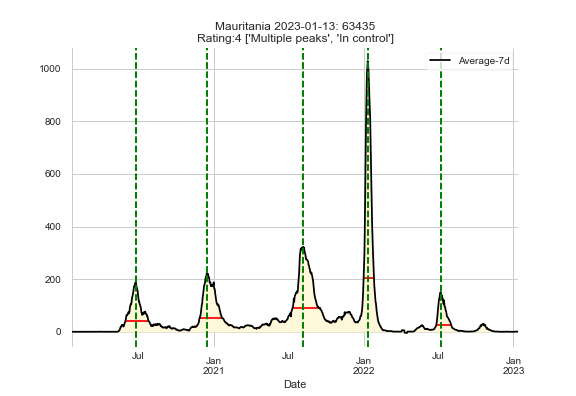 Mauritania 2023-01-13: 63435
Rating:4 ['Multiple peaks', 'In control']
Average-7d
1000
800
600
400
200
0
Jul
Jan
2021
Jul
Jan
2022
Jul
Jan
2023
Date